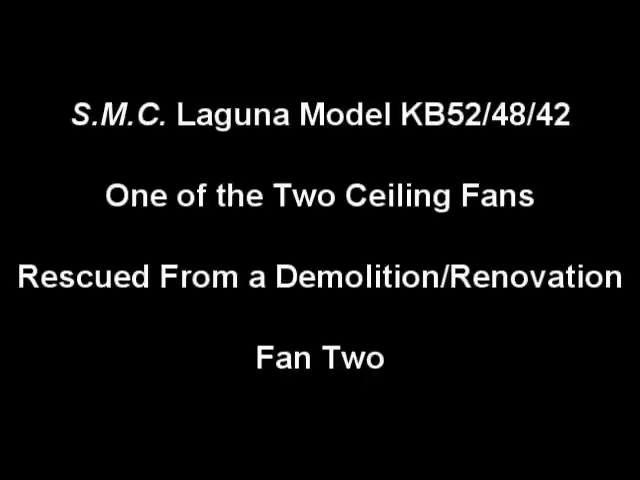 S.M.C. Laguna Model KB52/48/42
One of the Two Ceiling Fans
Rescued From a Demolition/Renovation
Fan Two